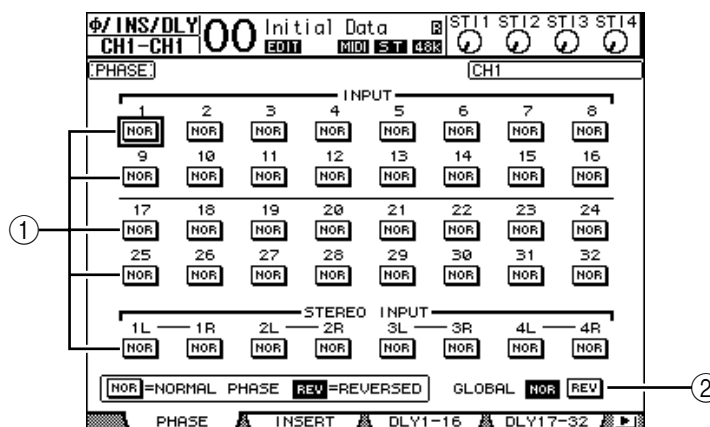 Φ/INS/DLY 00 Initial Data B STI1 STI2 STI3 STI4
CH1-CH1 EDIT MIDI ST 48K
PHASE CH1
INPUT
1 2 3 4 5 6 7 8
NOR NOR NOR NOR NOR NOR NOR NOR
9 10 11 12 13 14 15 16
NOR NOR NOR NOR NOR NOR NOR NOR
1
17 18 19 20 21 22 23 24
NOR NOR NOR NOR NOR NOR NOR NOR
25 26 27 28 29 30 31 32
NOR NOR NOR NOR NOR NOR NOR NOR
STEREO INPUT
1L 1R 2L 2R 3L 3R 4L 4R
NOR NOR NOR NOR NOR NOR NOR NOR
NOR=NORMAL PHASE REV=REVERSED GLOBAL NOR REV 2
PHASE INSERT DLY1-16 DLY17-32